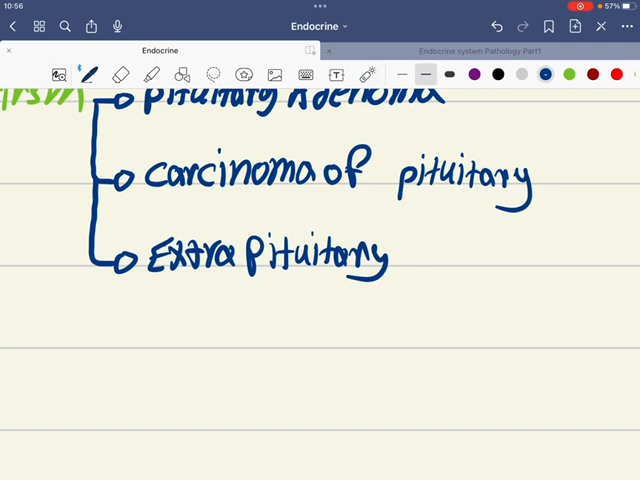 10:56
57%
Endocrine
Endocrine
Endocrine system Pathology Part1
Pituitary Adenoma
carcinoma of pituitary
Extra pituitary